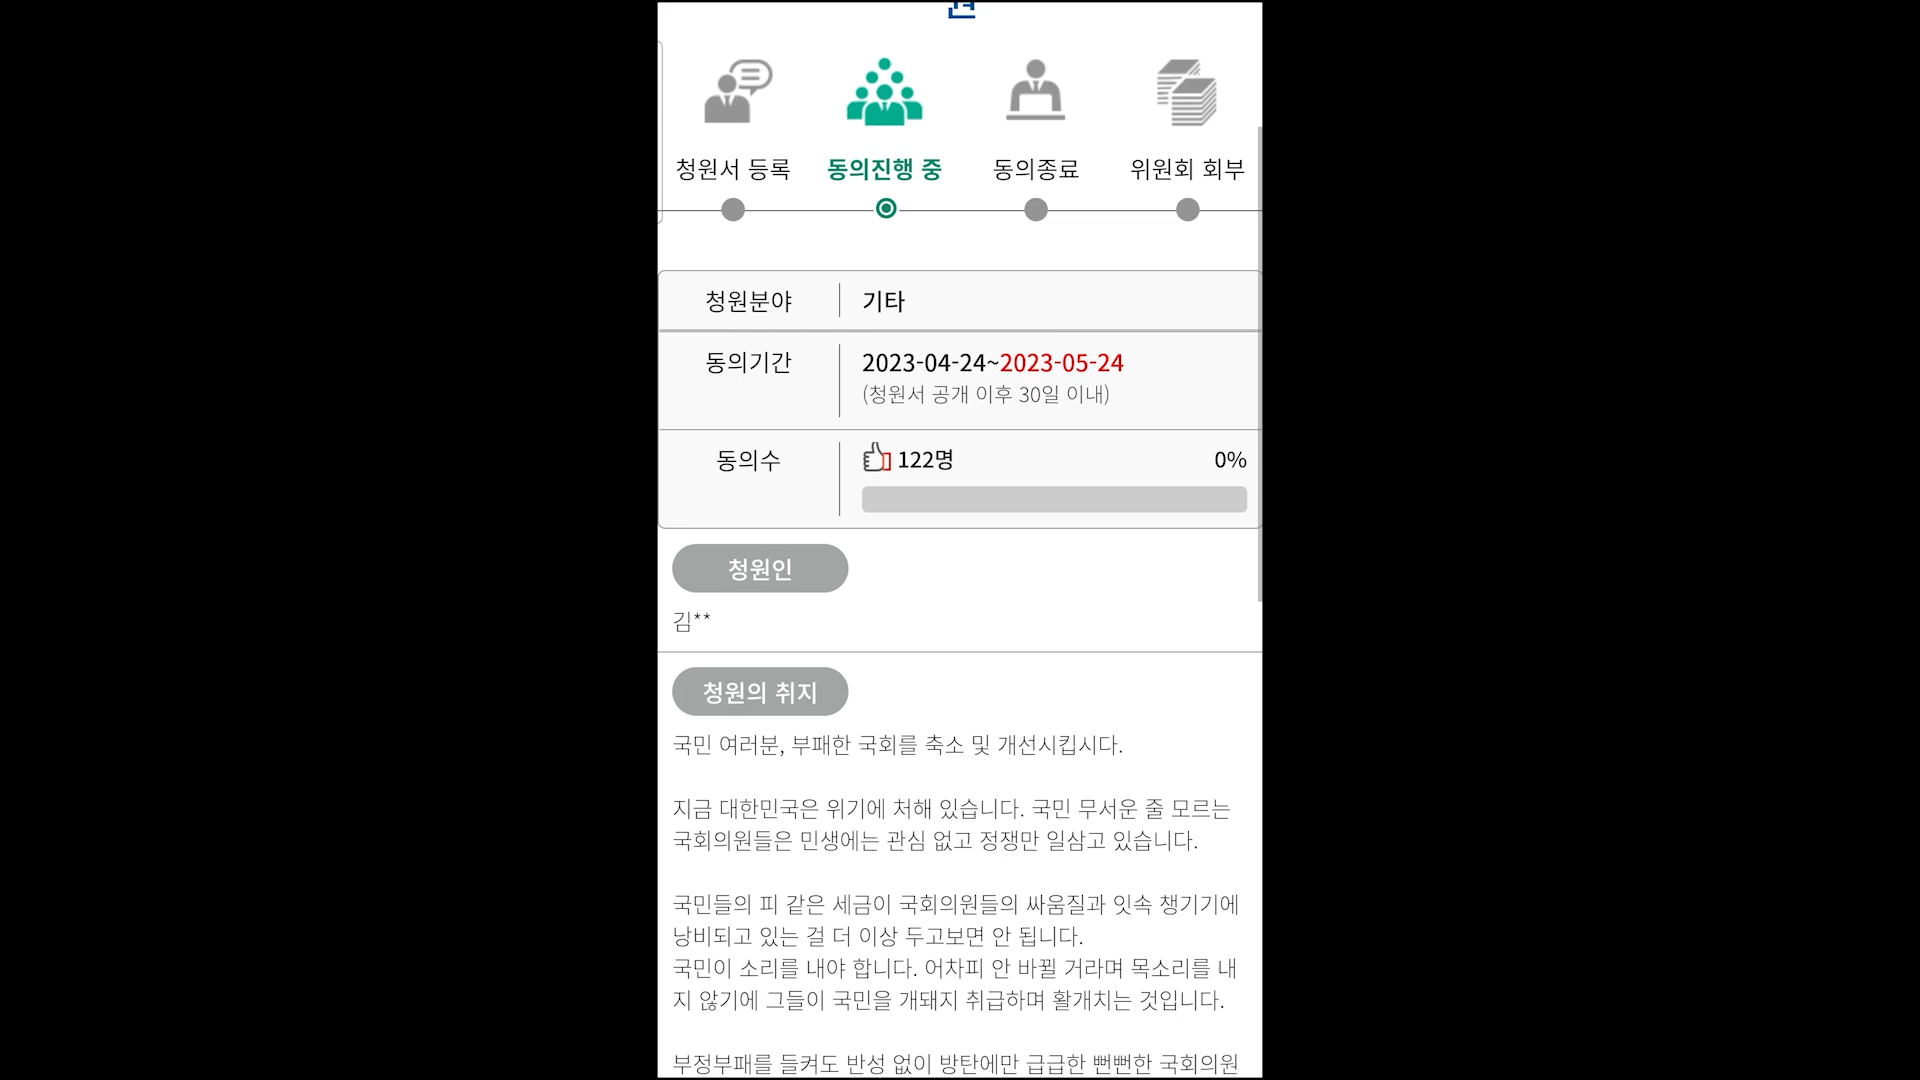 청원서 등록 동의진행 중 동의종료 위원회 회부
청원분야 기타
동의기간 2023-04-24~2023-05-24
(청원서 공개 이후 30일 이내)
동의수 122명 0%
청원인
김**
청원의 취지
국민 여러분, 부패한 국회를 축소 및 개선시킵시다.
지금 대한민국은 위기에 처해 있습니다. 국민 무서운 줄 모르는
국회의원들은 민생에는 관심 없고 정쟁만 일삼고 있습니다.
국민들의 피 같은 세금이 국회의원들의 싸움질과 잇속 챙기기에
낭비되고 있는 걸 더 이상 두고보면 안 됩니다.
국민이 소리를 내야 합니다. 어차피 안 바뀔 거라며 목소리를 내
지 않기에 그들이 국민을 개돼지 취급하며 활개치는 것입니다.
부정부패를 들켜도 반성 없이 방탄에만 급급한 뻔뻔한 국회의원